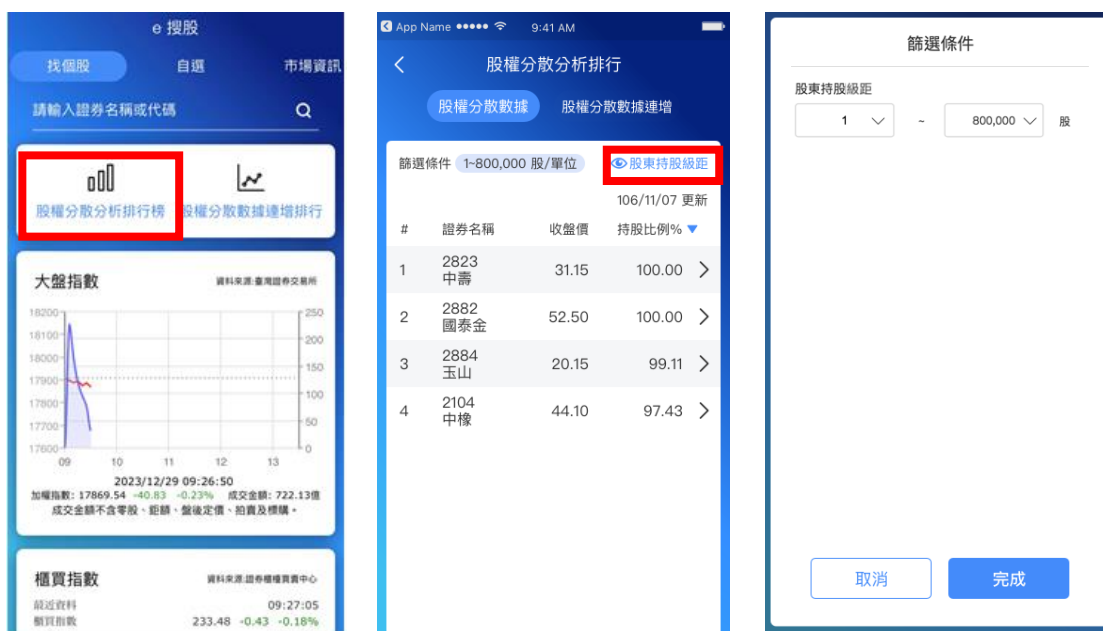 e 搜股
找個股 自選 市場資訊
請輸入證券名稱或代碼
股權分散分析排行榜 股權分散數據連增排行
大盤指數 資料來源:臺灣證券交易所
18200 250
18100 200
18000 150
17900
17800 100
17700 50
17600 0
09 10 11 12 13
2023/12/29 09:26:50
加權指數: 17869.54 -40.83 -0.23% 成交金額: 722.13億
成交金額不含零股、鉅額、盤後定價、拍賣及標購。
櫃買指數 資料來源:證券櫃檯買賣中心
最近資料 09:27:05
櫃買指數 233.48 -0.43 -0.18%
App Name 9:41 AM
股權分散分析排行
股權分散數據 股權分散數據連增
篩選條件 1~800,000 股/單位 股東持股級距
106/11/07 更新
# 證券名稱 收盤價 持股比例%
1 2823 中壽 31.15 100.00
2 2882 國泰金 52.50 100.00
3 2884 玉山 20.15 99.11
4 2104 中橡 44.10 97.43
篩選條件
股東持股級距
1 ~ 800,000 股
取消 完成